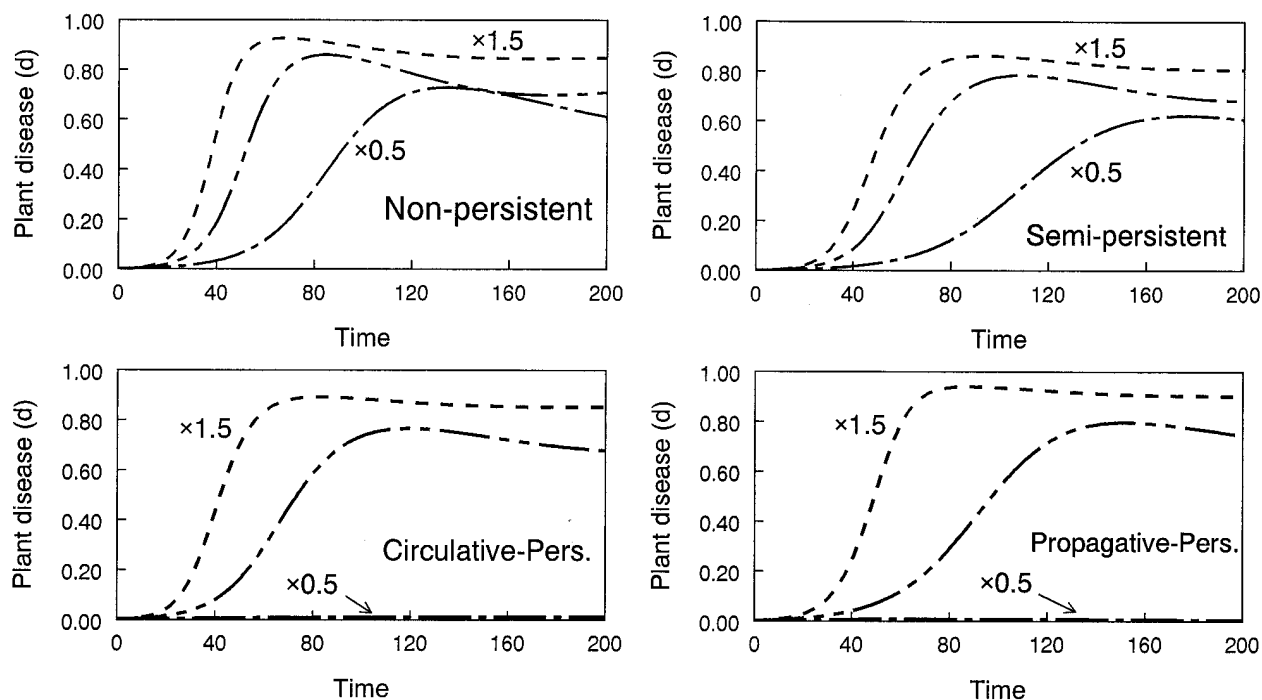 1.00
0.80
0.60
0.40
0.20
0.00
Plant disease (d)
×1.5
×0.5
Non-persistent
0 40 80 120 160 200
Time
1.00
0.80
0.60
0.40
0.20
0.00
Plant disease (d)
×1.5
×0.5
Semi-persistent
0 40 80 120 160 200
Time
1.00
0.80
0.60
0.40
0.20
0.00
Plant disease (d)
×1.5
Circulative-Pers.
×0.5
0 40 80 120 160 200
Time
1.00
0.80
0.60
0.40
0.20
0.00
Plant disease (d)
×1.5
Propagative-Pers.
×0.5
0 40 80 120 160 200
Time